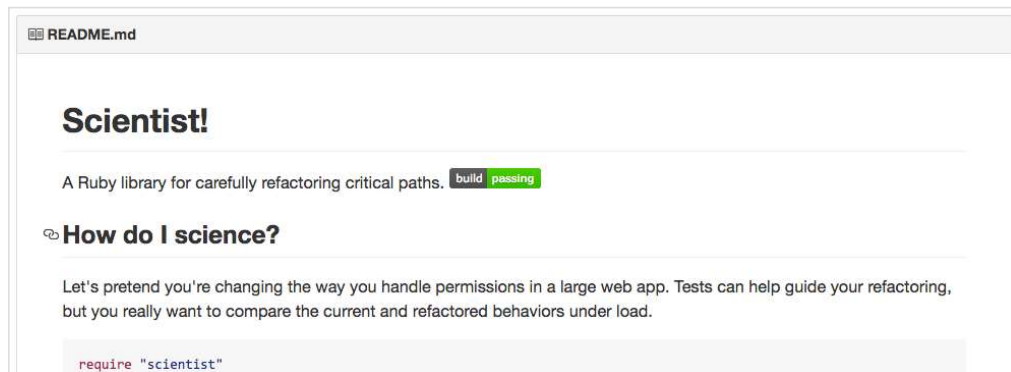 README.md
Scientist!
A Ruby library for carefully refactoring critical paths. build passing
How do I science?
Let's pretend you're changing the way you handle permissions in a large web app. Tests can help guide your refactoring,
but you really want to compare the current and refactored behaviors under load.
require "scientist"